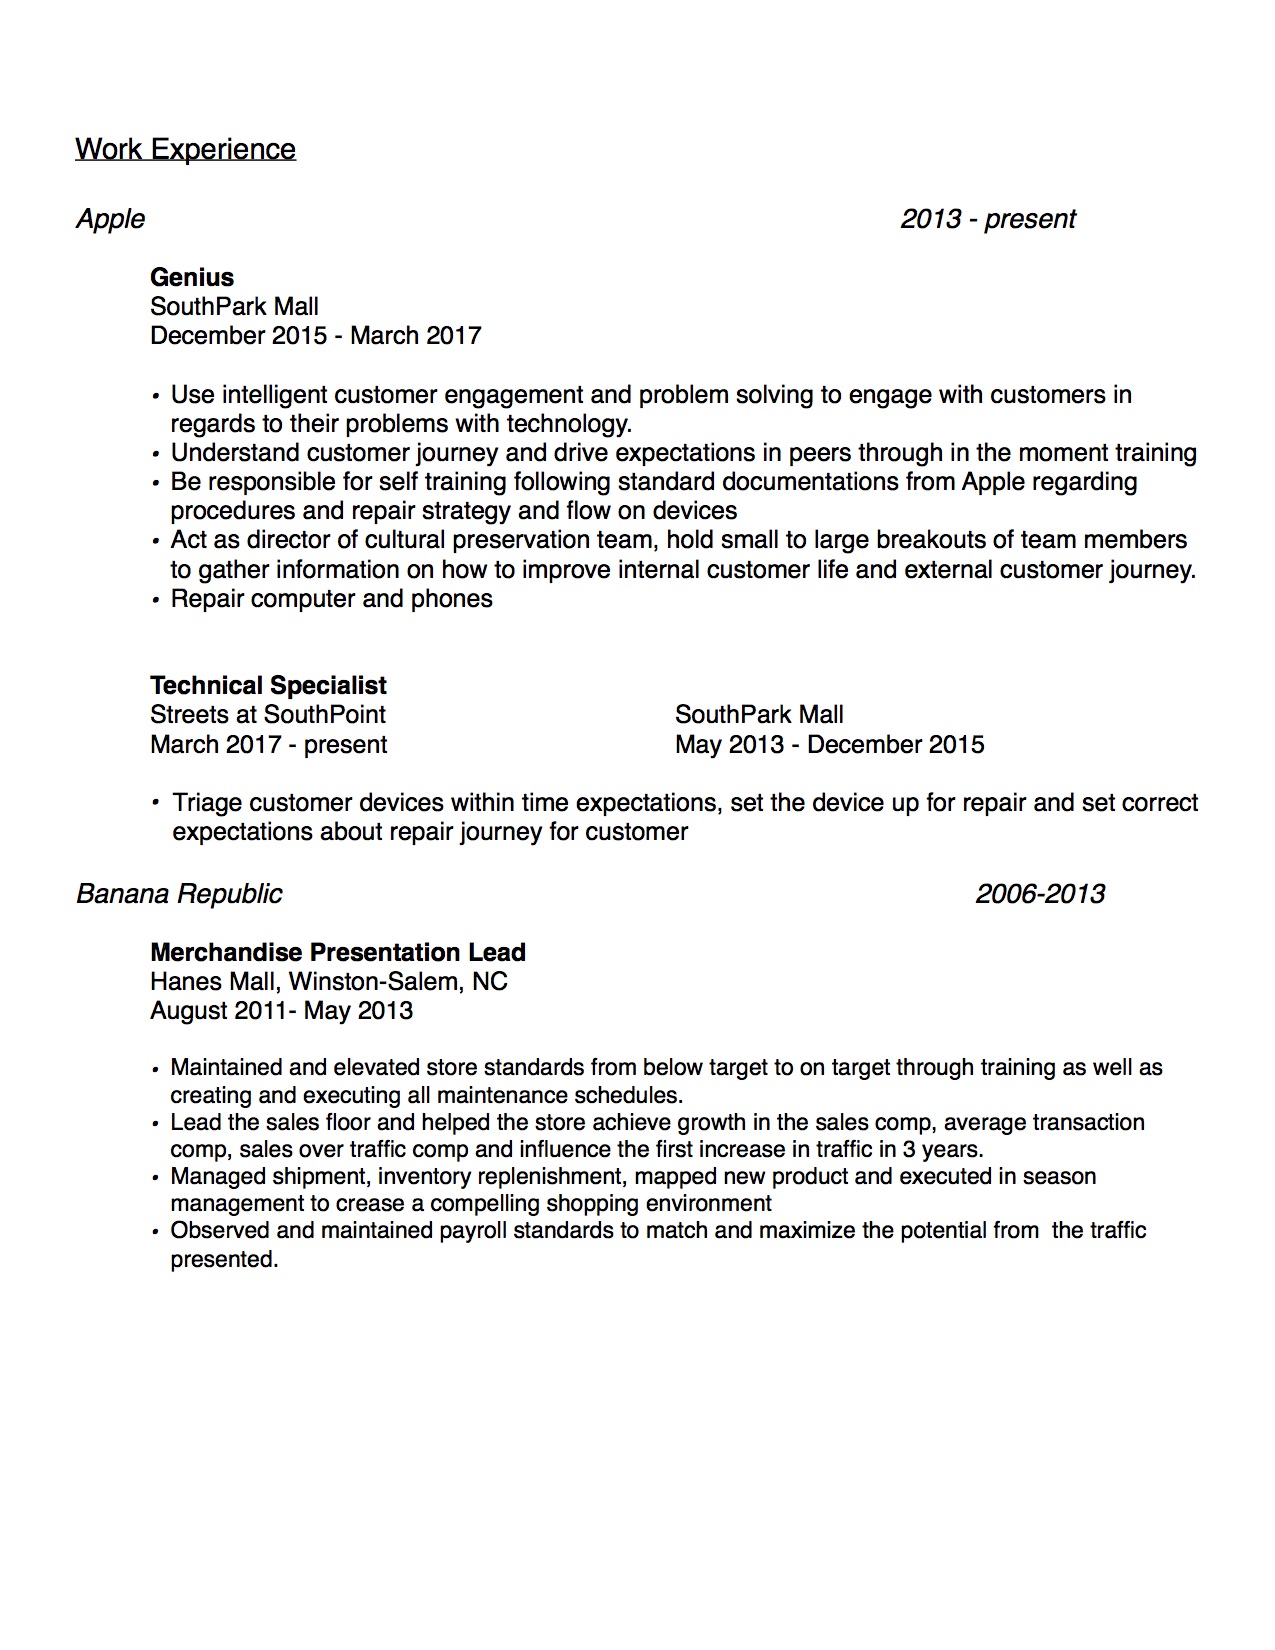 Work Experience
Apple 2013 - present
Genius
SouthPark Mall
December 2015 - March 2017
• Use intelligent customer engagement and problem solving to engage with customers in
regards to their problems with technology.
• Understand customer journey and drive expectations in peers through in the moment training
• Be responsible for self training following standard documentations from Apple regarding
procedures and repair strategy and flow on devices
• Act as director of cultural preservation team, hold small to large breakouts of team members
to gather information on how to improve internal customer life and external customer journey.
• Repair computer and phones
Technical Specialist
Streets at SouthPoint SouthPark Mall
March 2017 - present May 2013 - December 2015
• Triage customer devices within time expectations, set the device up for repair and set correct
expectations about repair journey for customer
Banana Republic 2006-2013
Merchandise Presentation Lead
Hanes Mall, Winston-Salem, NC
August 2011- May 2013
• Maintained and elevated store standards from below target to on target through training as well as
creating and executing all maintenance schedules.
• Lead the sales floor and helped the store achieve growth in the sales comp, average transaction
comp, sales over traffic comp and influence the first increase in traffic in 3 years.
• Managed shipment, inventory replenishment, mapped new product and executed in season
management to crease a compelling shopping environment
• Observed and maintained payroll standards to match and maximize the potential from  the traffic
presented.